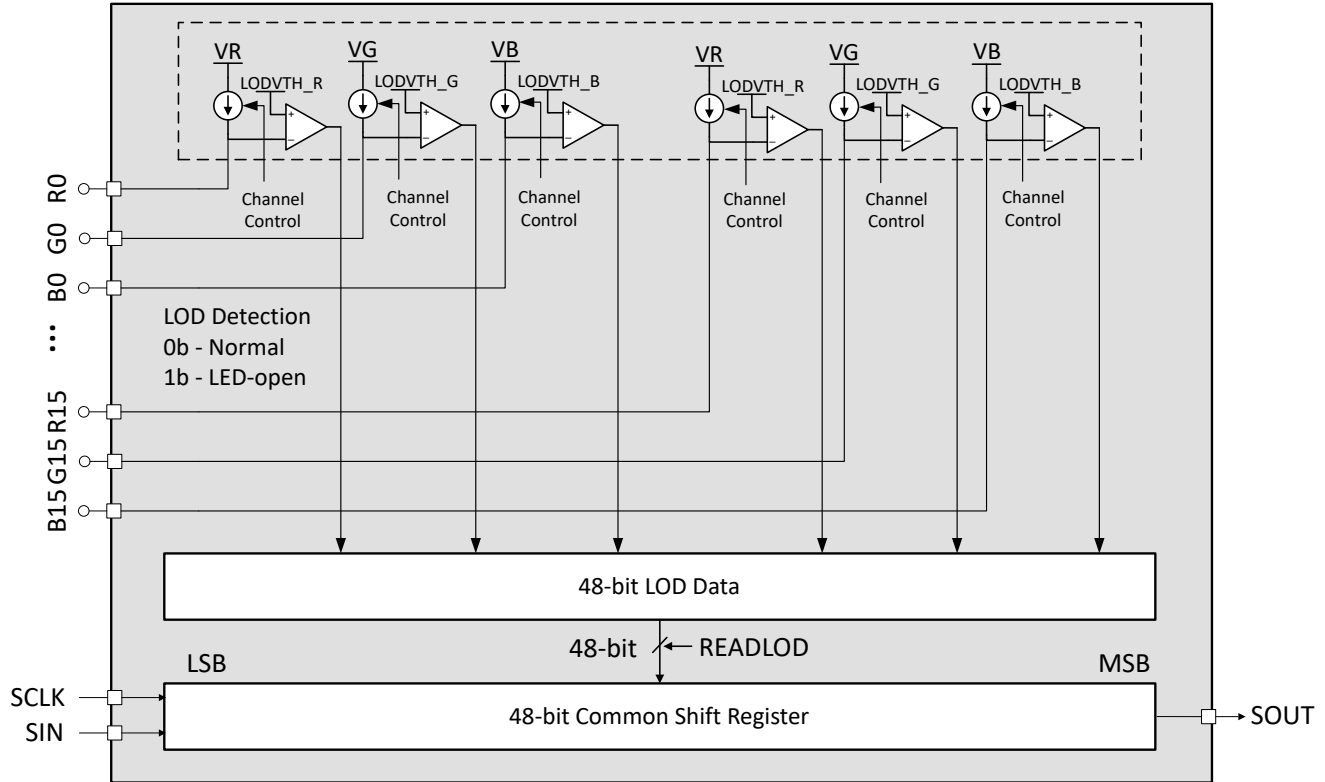 VR VG VB VR VG VB
LODVTH_R LODVTH_G LODVTH_B LODVTH_R LODVTH_G LODVTH_B
+ + + + + +
− − − − − −
Channel Control
Channel Control
Channel Control
Channel Control
Channel Control
Channel Control
R0
G0
B0
...
R15
G15
B15
LOD Detection
0b - Normal
1b - LED-open
48-bit LOD Data
48-bit READLOD
LSB MSB
SCLK
SIN
48-bit Common Shift Register
SOUT